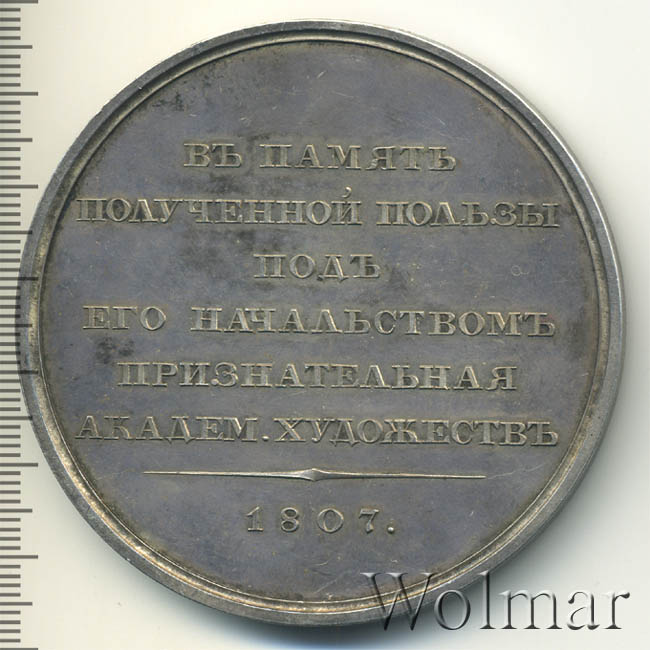 ВЪ ПАМЯТЬ
ПОЛУЧЕННОЙ ПОЛЬЗЫ
ПОДЪ
ЕГО НАЧАЛЬСТВОМЪ
ПРИЗНАТЕЛЬНАЯ
АКАДЕМ. ХУДОЖЕСТВЪ
1807.
Wolmar